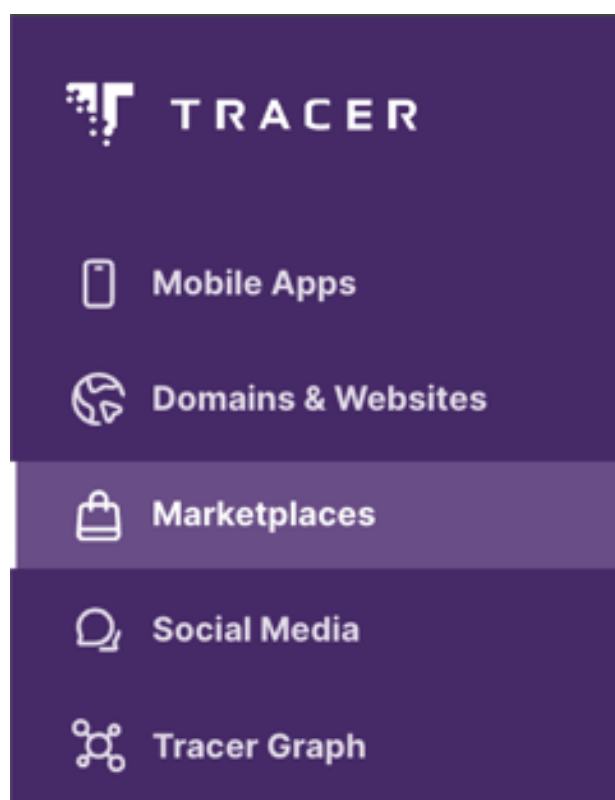 TRACER
Mobile Apps
Domains & Websites
Marketplaces
Social Media
Tracer Graph